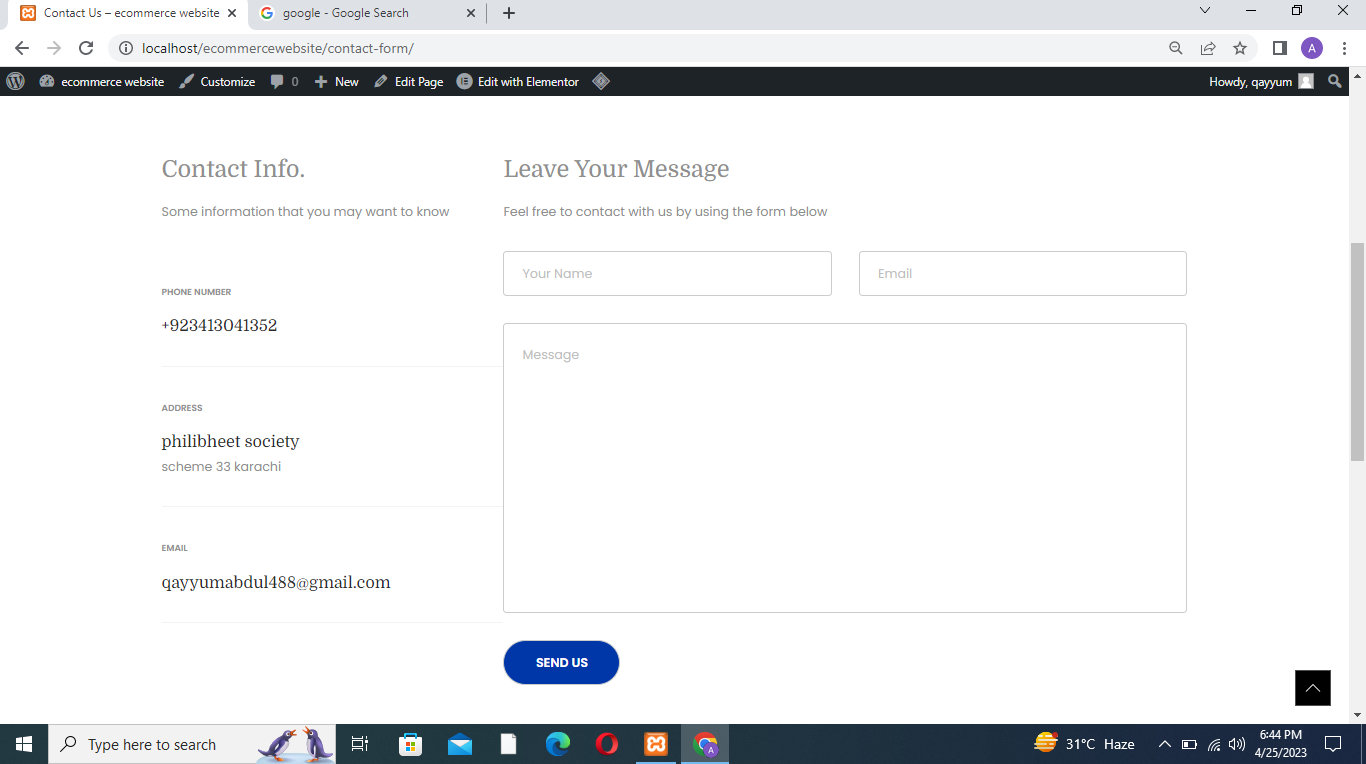 Contact Us – ecommerce website
google - Google Search
localhost/ecommercewebsite/contact-form/
A
ecommerce website
Customize
0
New
Edit Page
Edit with Elementor
Howdy, qayyum
Contact Info.
Some information that you may want to know
PHONE NUMBER
+923413041352
ADDRESS
philibheet society
scheme 33 karachi
EMAIL
qayyumabdul488@gmail.com
Leave Your Message
Feel free to contact with us by using the form below
Your Name
Email
Message
SEND US
Type here to search
A
31°C Haze
6:44 PM
4/25/2023